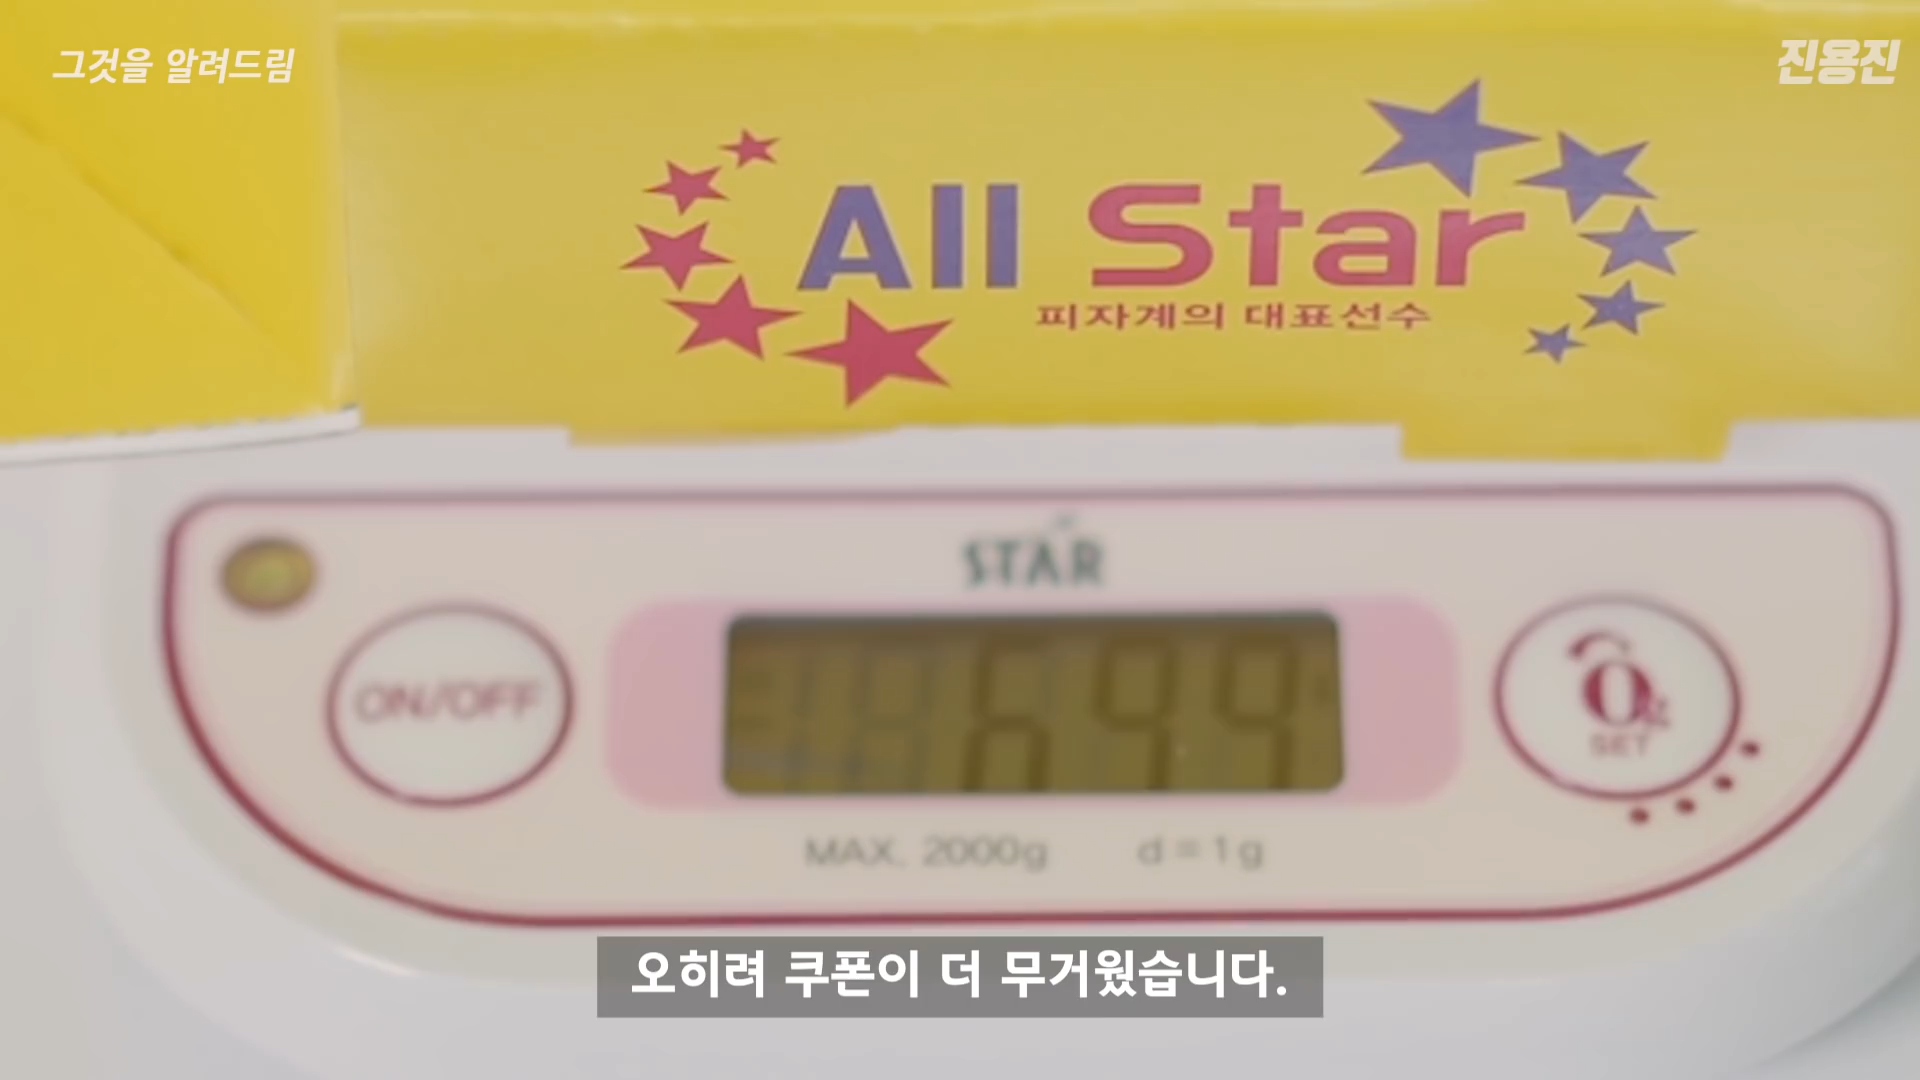 그것을 알려드림
진용진
All Star
피자계의 대표선수
STAR
ON/OFF
699
SET
MAX. 2000g d=1g
오히려 쿠폰이 더 무거웠습니다.